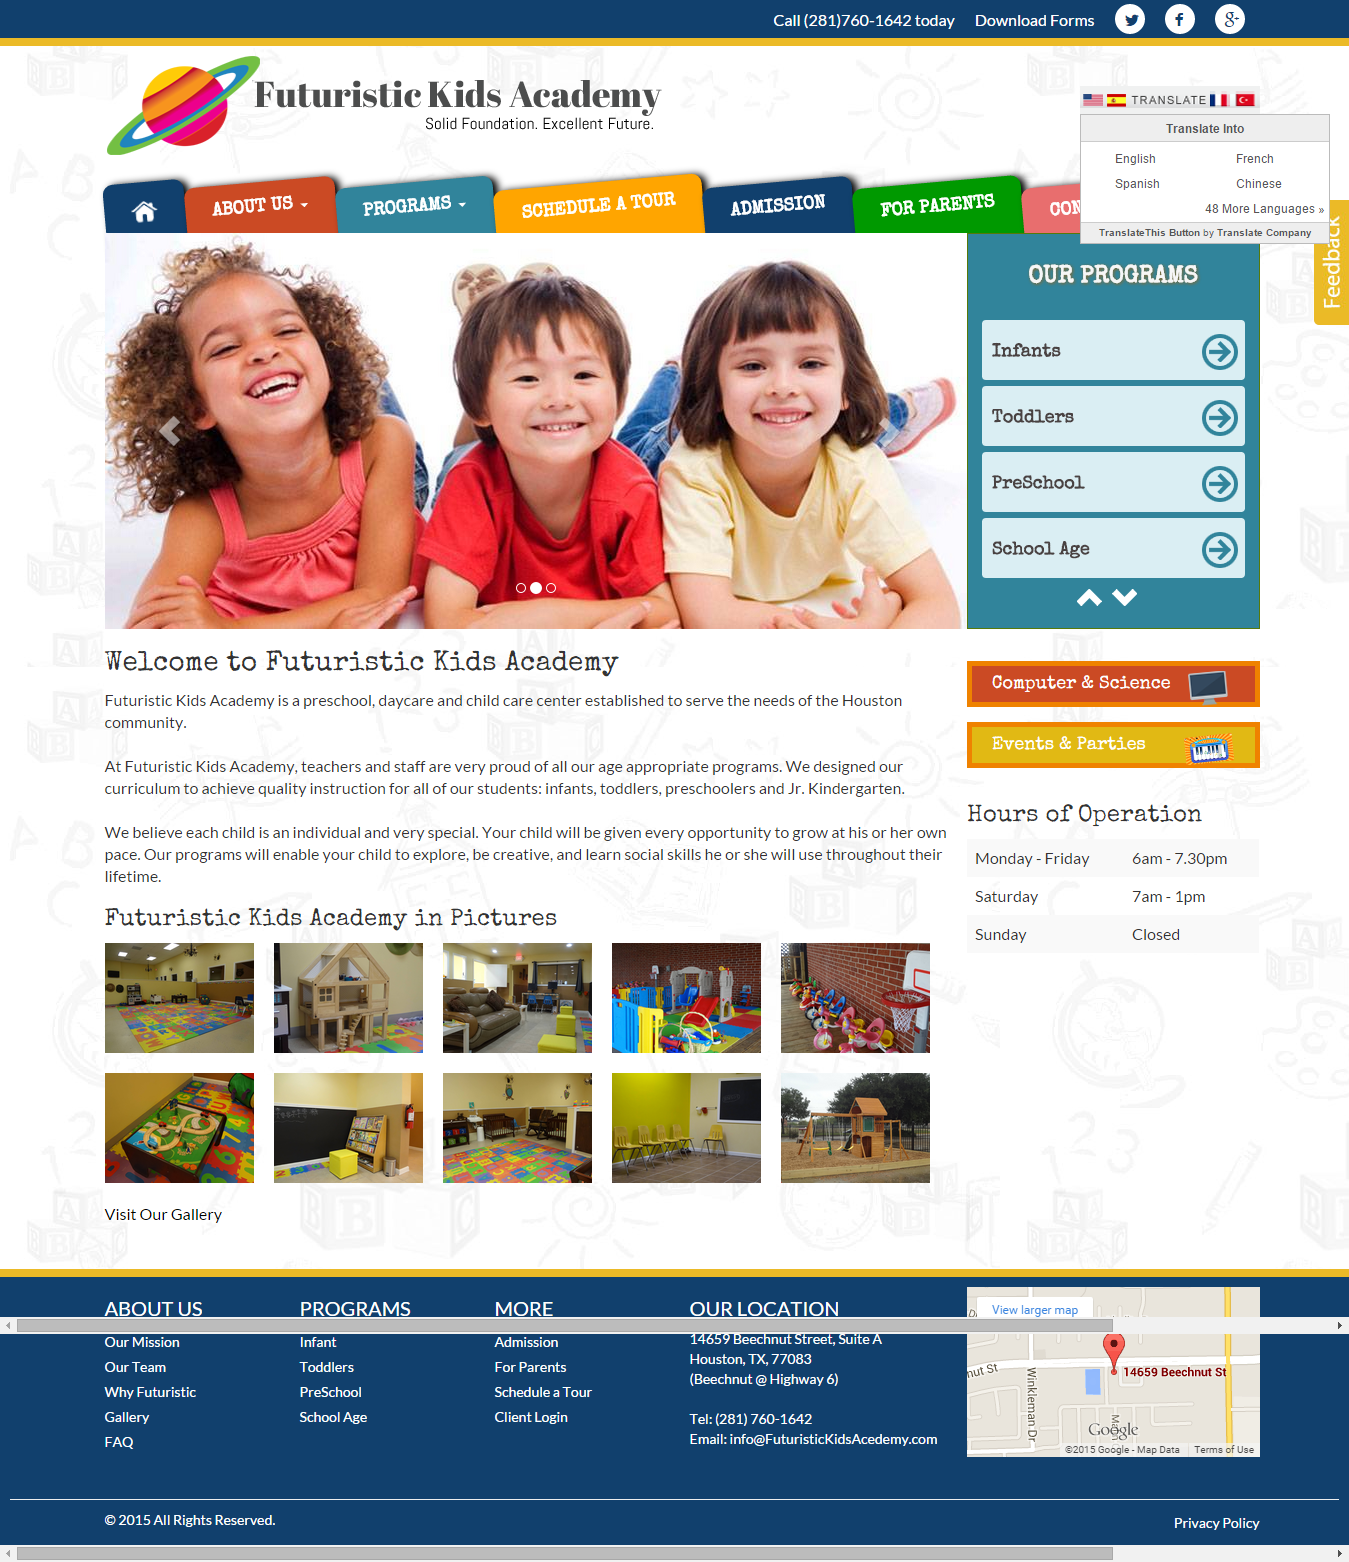 Call (281)760-1642 today Download Forms
Futuristic Kids Academy
Solid Foundation. Excellent Future.
TRANSLATE
Translate Into
English French
Spanish Chinese
48 More Languages »
TranslateThis Button by Translate Company
ABOUT US PROGRAMS SCHEDULE A TOUR ADMISSION FOR PARENTS
Feedback
OUR PROGRAMS
Infants
Toddlers
PreSchool
School Age
Welcome to Futuristic Kids Academy
Futuristic Kids Academy is a preschool, daycare and child care center established to serve the needs of the Houston
community.
At Futuristic Kids Academy, teachers and staff are very proud of all our age appropriate programs. We designed our
curriculum to achieve quality instruction for all of our students: infants, toddlers, preschoolers and Jr. Kindergarten.
We believe each child is an individual and very special. Your child will be given every opportunity to grow at his or her own
pace. Our programs will enable your child to explore, be creative, and learn social skills he or she will use throughout their
lifetime.
Computer & Science
Events & Parties
Hours of Operation
Monday - Friday 6am - 7.30pm
Saturday 7am - 1pm
Sunday Closed
Futuristic Kids Academy in Pictures
Visit Our Gallery
ABOUT US
Our Mission
Our Team
Why Futuristic
Gallery
FAQ
PROGRAMS
Infant
Toddlers
PreSchool
School Age
MORE
Admission
For Parents
Schedule a Tour
Client Login
OUR LOCATION
14659 Beechnut Street, Suite A
Houston, TX, 77083
(Beechnut @ Highway 6)
Tel: (281) 760-1642
Email: info@FuturisticKidsAcedemy.com
View larger map
14659 Beechnut St
Winkleman Dr
Google
©2015 Google - Map Data Terms of Use
© 2015 All Rights Reserved.
Privacy Policy